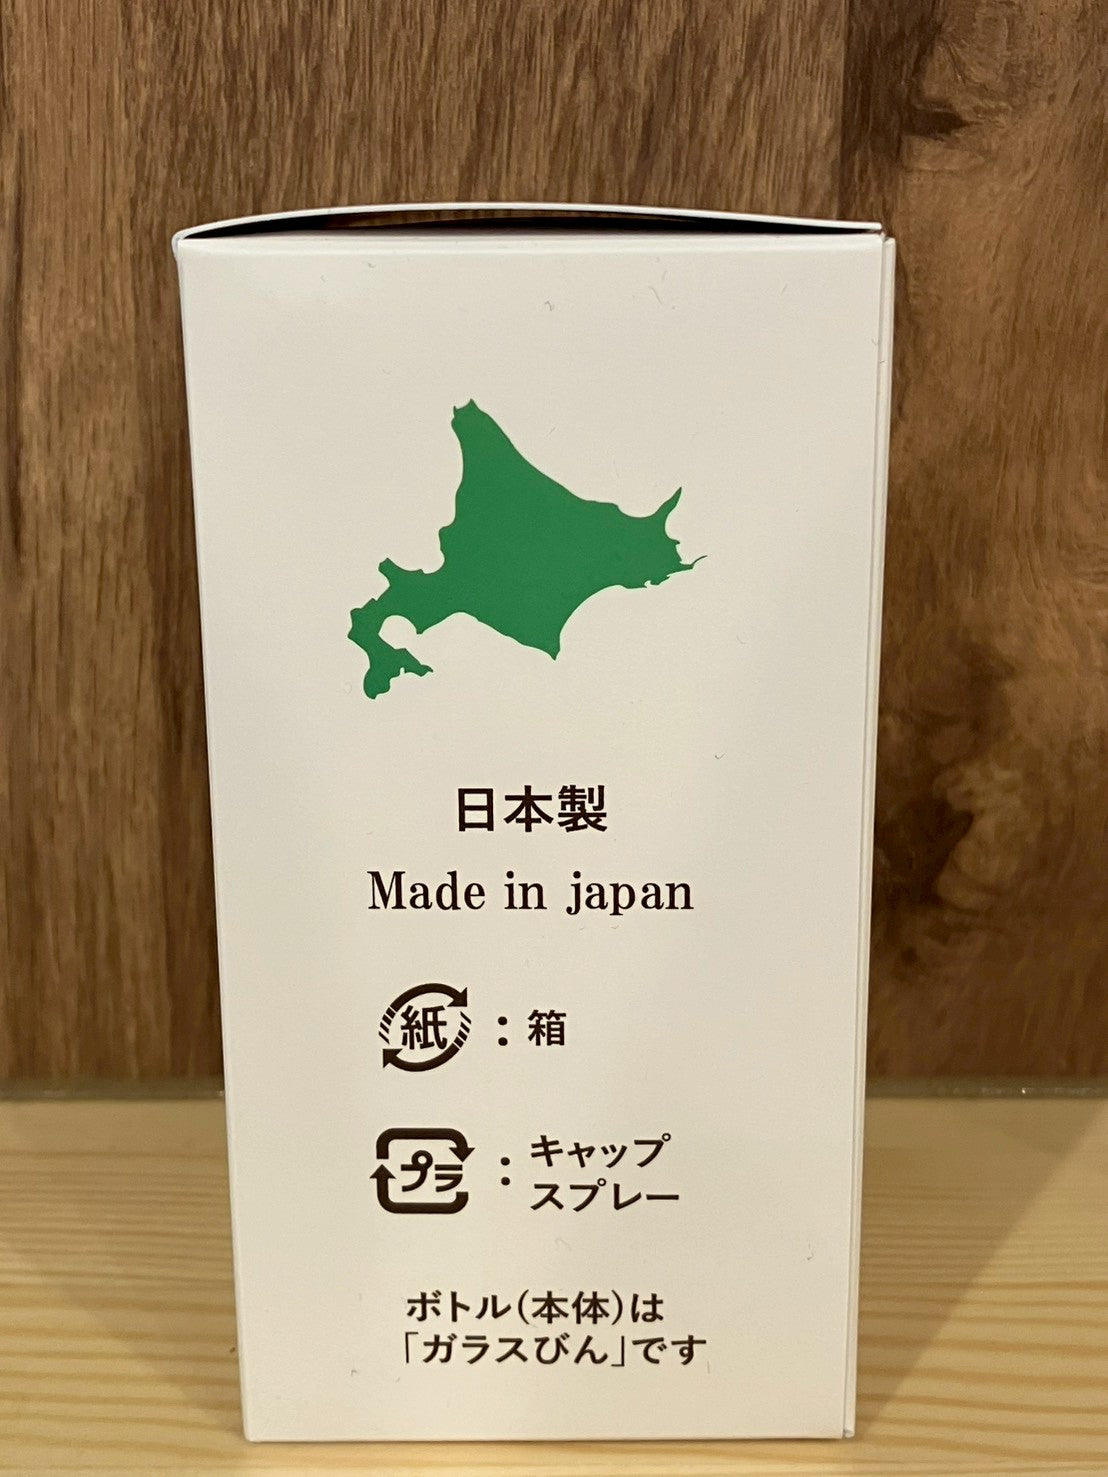 日本製
Made in japan
紙：箱
プラ：キャップ
スプレー
ボトル(本体)は
「ガラスびん」です